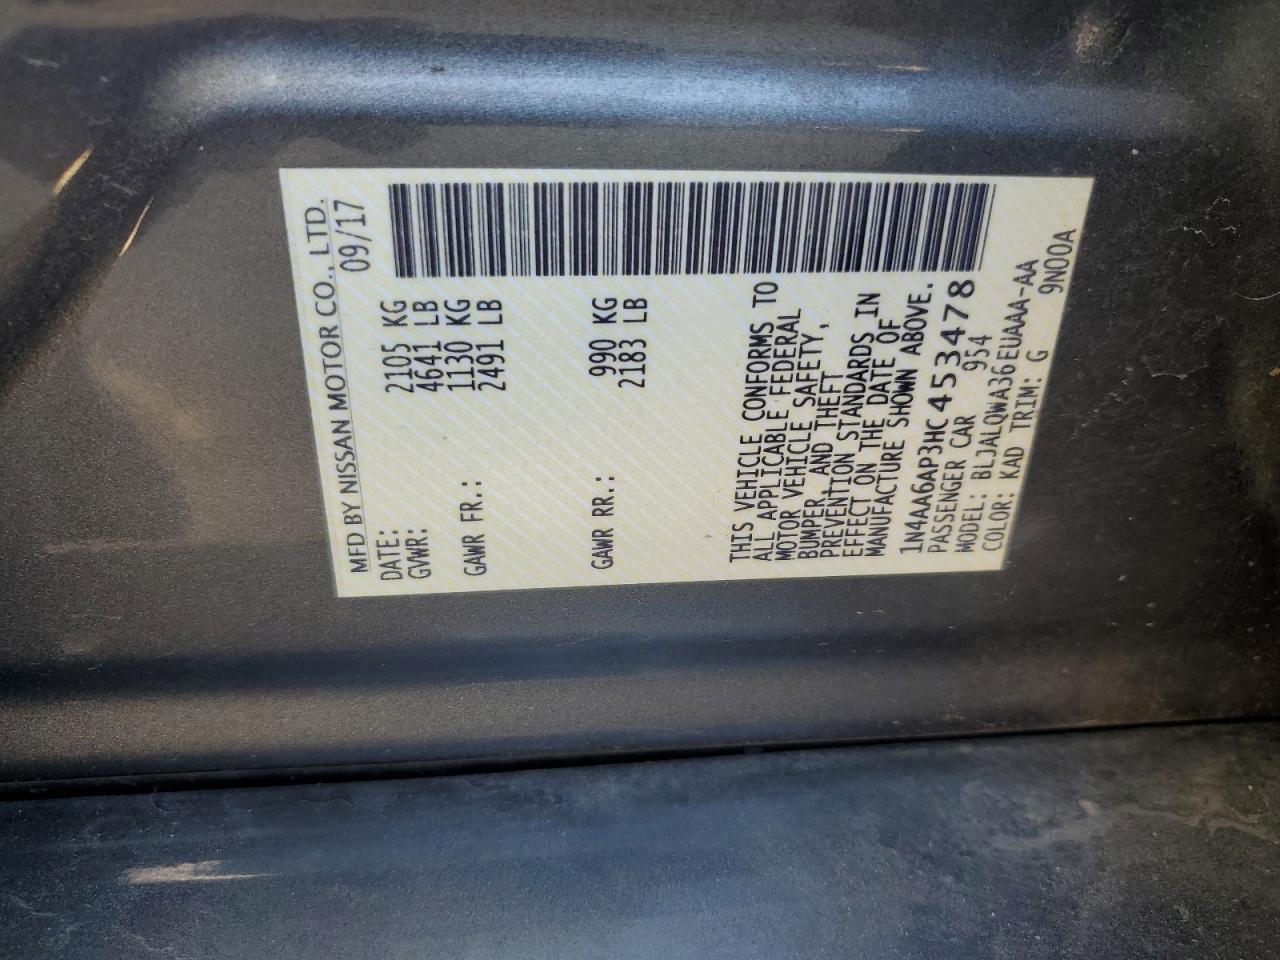 MFD BY NISSAN MOTOR CO., LTD.
DATE: 09/17
GVWR: 2105 KG
4641 LB
GAWR FR.: 1130 KG
2491 LB
GAWR RR.: 990 KG
2183 LB
THIS VEHICLE CONFORMS TO
ALL APPLICABLE FEDERAL
MOTOR VEHICLE SAFETY,
BUMPER, AND THEFT
PREVENTION STANDARDS IN
EFFECT ON THE DATE OF
MANUFACTURE SHOWN ABOVE.
1N4AA6AP3HC453478
PASSENGER CAR 954
MODEL: BLJALQWA36EUAAA-AA
COLOR: KAD TRIM: G 9N00A